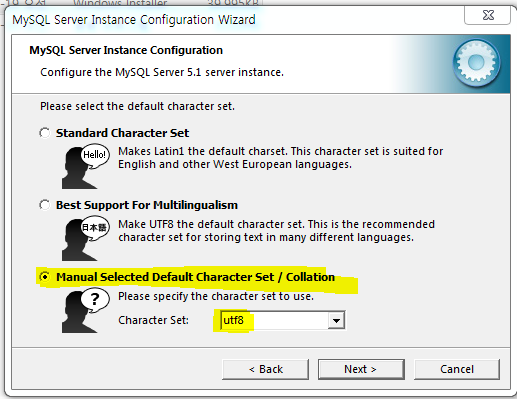 Windows Installer
39,995KB
MySQL Server Instance Configuration Wizard
MySQL Server Instance Configuration
Configure the MySQL Server 5.1 server instance.
Please select the default character set.
Standard Character Set
Hello!
Makes Latin1 the default charset. This character set is suited for
English and other West European languages.
Best Support For Multilingualism
日本語
Make UTF8 the default character set. This is the recommended
character set for storing text in many different languages.
Manual Selected Default Character Set / Collation
?
Please specify the character set to use.
Character Set:
utf8
< Back
Next >
Cancel